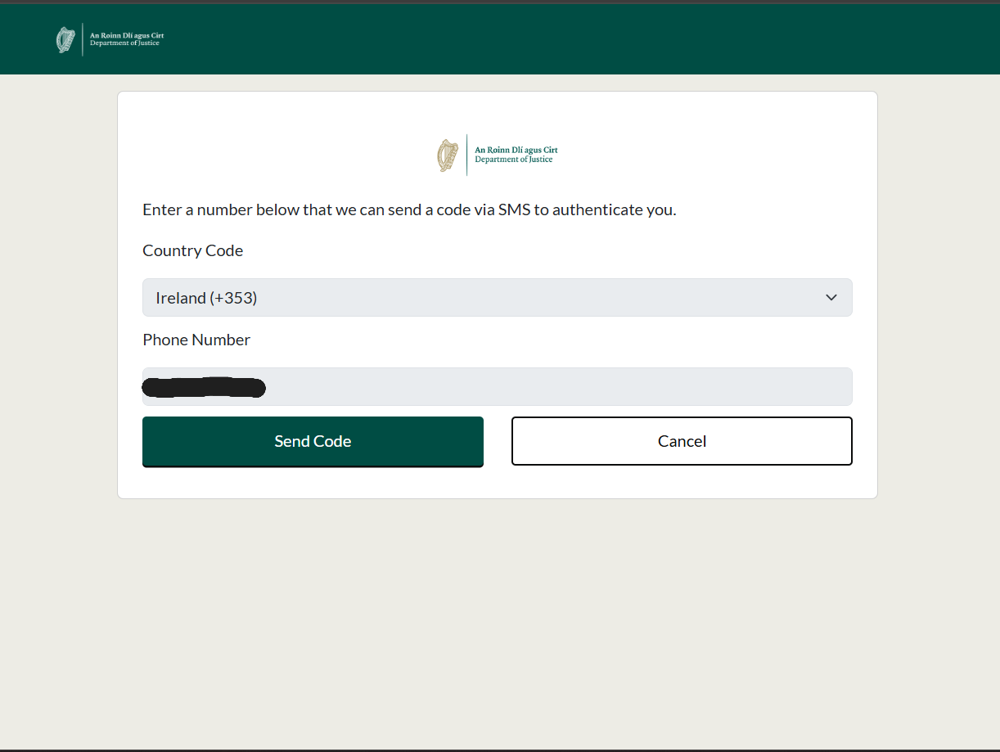 An Roinn Dlí agus Cirt
Department of Justice
An Roinn Dlí agus Cirt
Department of Justice
Enter a number below that we can send a code via SMS to authenticate you.
Country Code
Ireland (+353)
Phone Number
Send Code
Cancel